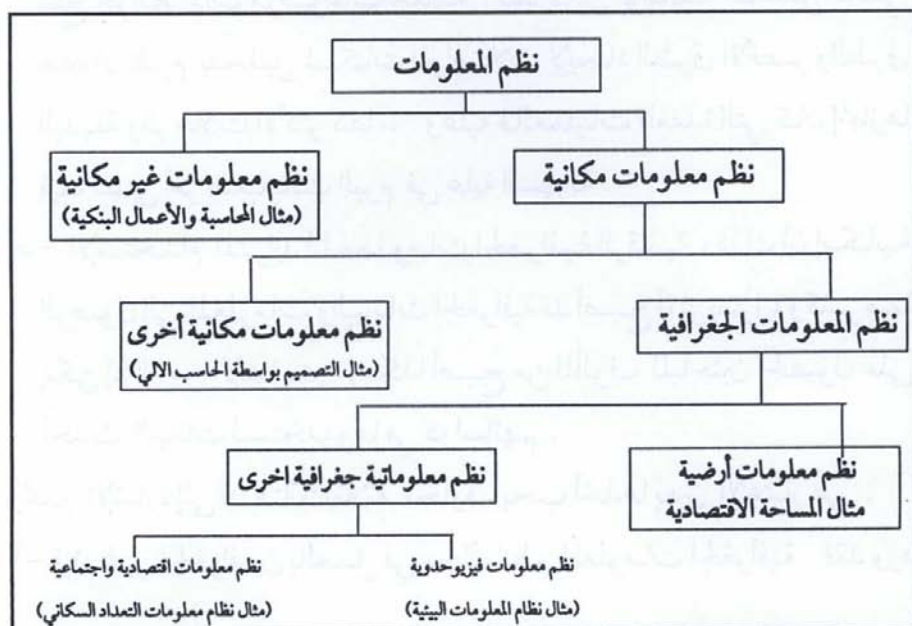 نظم المعلومات
نظم معلومات مكانية
نظم معلومات غير مكانية
(مثال المحاسبة والأعمال البنكية)
نظم المعلومات الجغرافية
نظم معلومات مكانية أخرى
(مثال التصميم بواسطة الحاسب الالي)
نظم معلومات أرضية
مثال المساحة الاقتصادية
نظم معلوماتية جغرافية اخرى
نظم معلومات فيزيوحدوية
(مثال نظام المعلومات البيئية)
نظم معلومات اقتصادية واجتماعية
(مثال نظام معلومات التعداد السكاني)